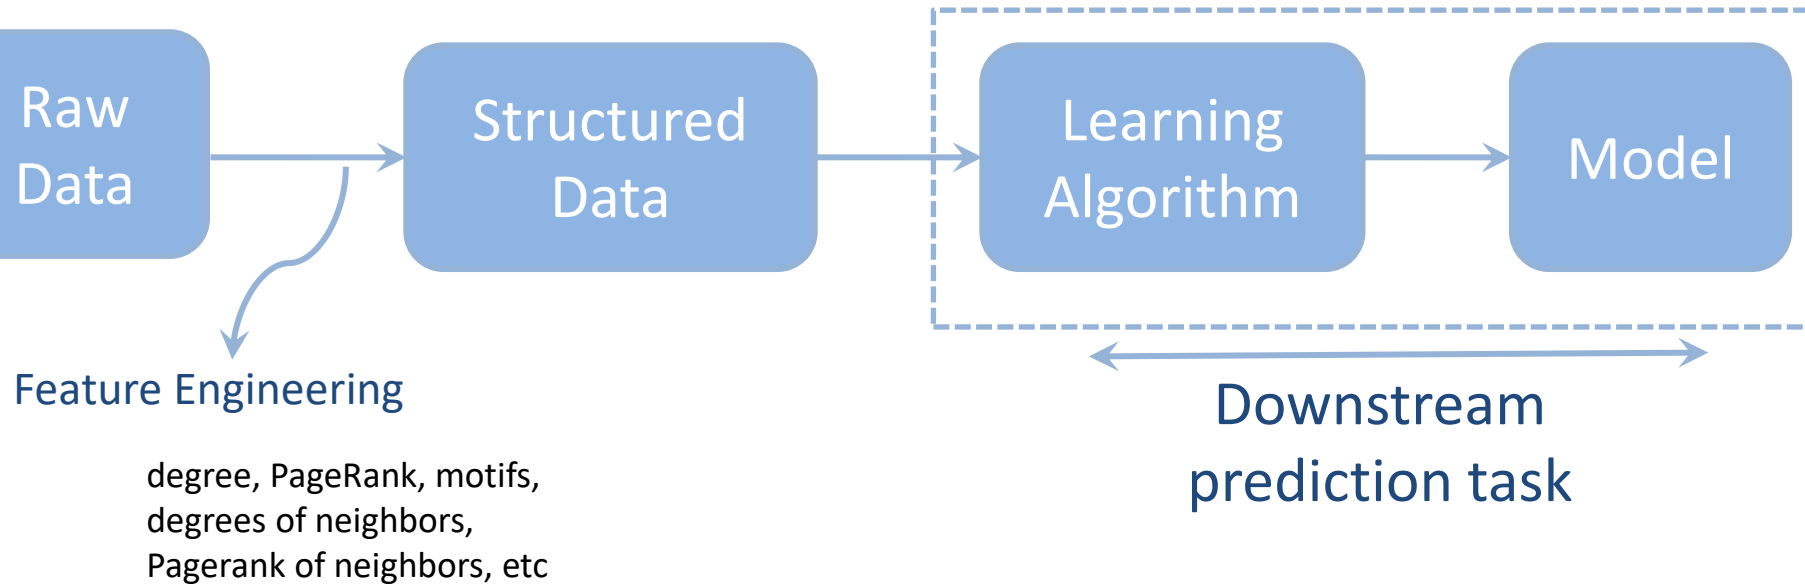 Raw
Data
Structured
Data
Learning
Algorithm
Model
Feature Engineering
degree, PageRank, motifs,
degrees of neighbors,
Pagerank of neighbors, etc
Downstream
prediction task